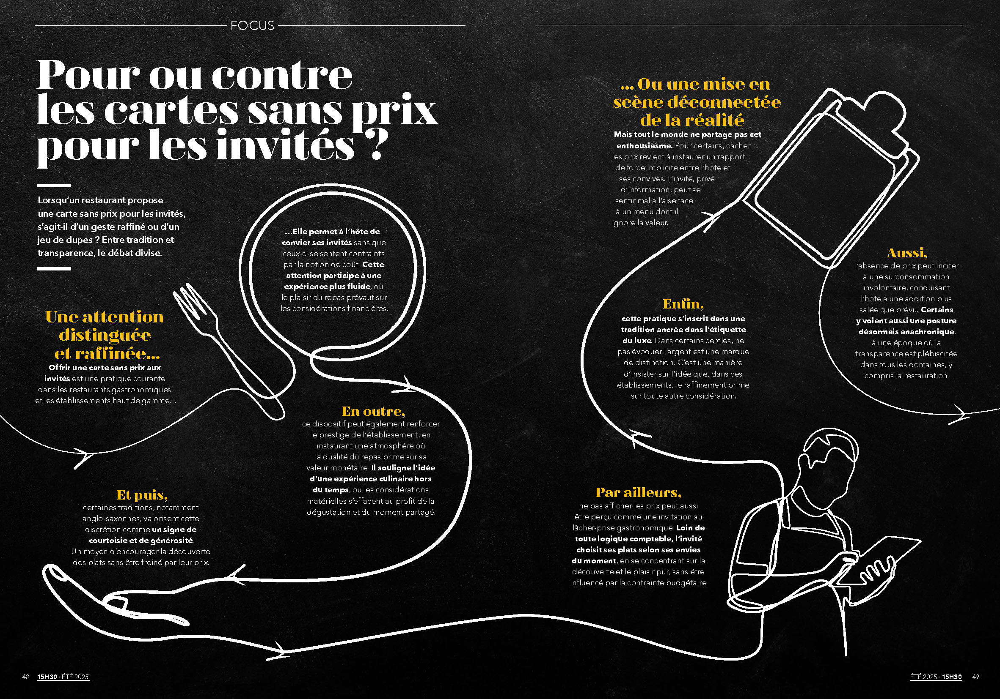 FOCUS
Pour ou contre
les cartes sans prix
pour les invités ?
Lorsqu’un restaurant propose
une carte sans prix pour les invités,
s’agit-il d’un geste raffiné ou d’un
jeu de dupes ? Entre tradition et
transparence, le débat divise.
Une attention
distinguée
et raffinée...
Offrir une carte sans prix aux
invités est une pratique courante
dans les restaurants gastronomiques
et les établissements haut de gamme…
…Elle permet à l’hôte de
convier ses invités sans que
ceux-ci se sentent contraints
par la notion de coût. Cette
attention participe à une
expérience plus fluide, où
le plaisir du repas prévaut sur
les considérations financières.
En outre,
ce dispositif peut également renforcer
le prestige de l’établissement, en
instaurant une atmosphère où
la qualité du repas prime sur sa
valeur monétaire. Il souligne l’idée
d’une expérience culinaire hors
du temps, où les considérations
matérielles s’effacent au profit de la
dégustation et du moment partagé.
Et puis,
certaines traditions, notamment
anglo-saxonnes, valorisent cette
discrétion comme un signe de
courtoisie et de générosité.
Un moyen d’encourager la découverte
des plats sans être freiné par leur prix.
Par ailleurs,
ne pas afficher les prix peut aussi
être perçu comme une invitation au
lâcher-prise gastronomique. Loin de
toute logique comptable, l’invité
choisit ses plats selon ses envies
du moment, en se concentrant sur la
découverte et le plaisir pur, sans être
influencé par la contrainte budgétaire.
Enfin,
cette pratique s’inscrit dans une
tradition ancrée dans l’étiquette
du luxe. Dans certains cercles, ne
pas évoquer l’argent est une marque
de distinction. C’est une manière
d’insister sur l’idée que, dans ces
établissements, le raffinement prime
sur toute autre considération.
... Ou une mise en
scène déconnectée
de la réalité
Mais tout le monde ne partage pas cet
enthousiasme. Pour certains, cacher
les prix revient à instaurer un rapport
de force implicite entre l’hôte et
ses convives. L’invité, privé
d’information, peut se
sentir mal à l’aise face
à un menu dont il
ignore la valeur.
Aussi,
l’absence de prix peut inciter
à une surconsommation
involontaire, conduisant
l’hôte à une addition plus
salée que prévu. Certains
y voient aussi une posture
désormais anachronique,
à une époque où la
transparence est plébiscitée
dans tous les domaines, y
compris la restauration.
48 15H30 · ÉTÉ 2025
ÉTÉ 2025 · 15H30 49